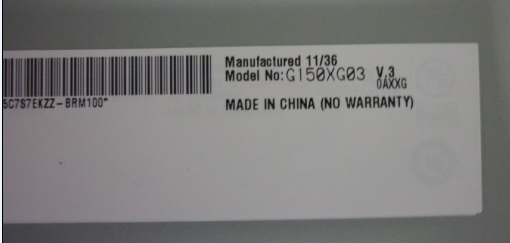 Manufactured 11/36
Model No:G150XG03 V.3
0AXXG
5C7S7EKZZ-BRM100*
MADE IN CHINA (NO WARRANTY)